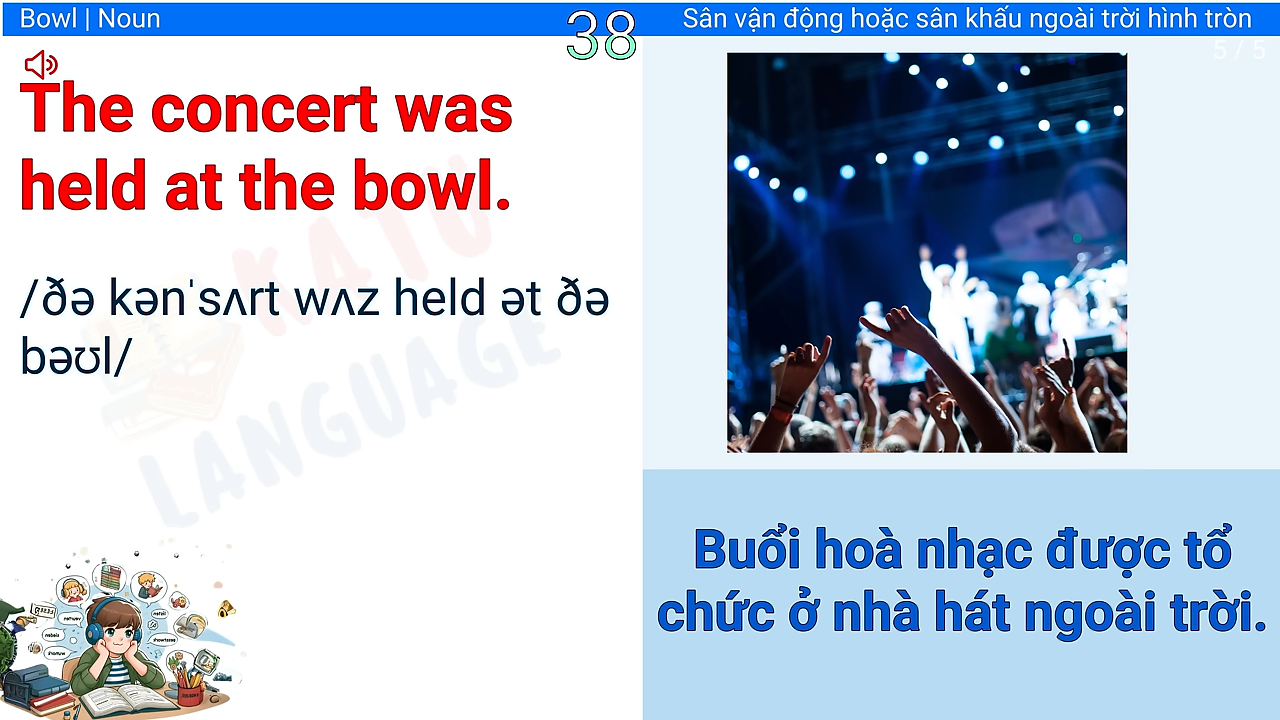 Bowl | Noun
38
Sân vận động hoặc sân khấu ngoài trời hình tròn
5 / 5
The concert was
held at the bowl.
/ðə kənˈsʌrt wʌz held ət ðə
bəʊl/
KATU
LANGUAGE
Buổi hoà nhạc được tổ
chức ở nhà hát ngoài trời.